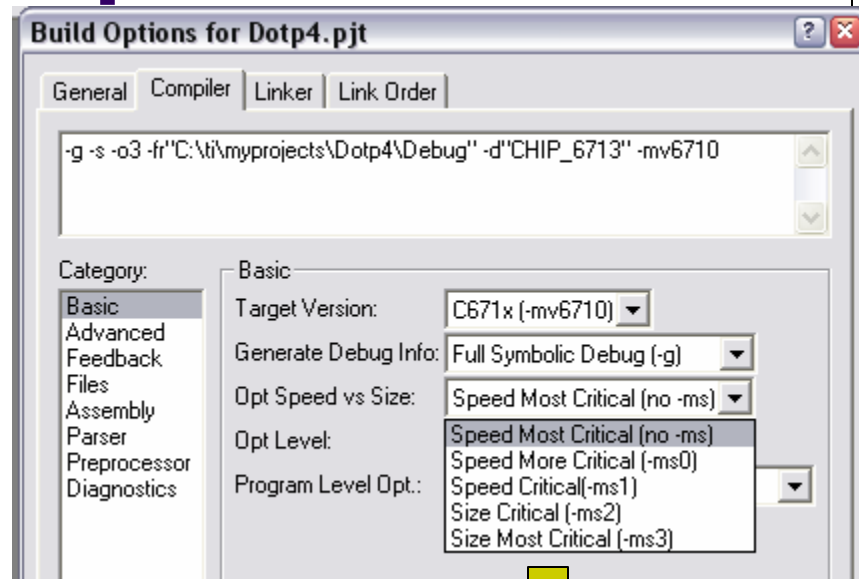 Build Options for Dotp4.pjt
General Compiler Linker Link Order
-g -s -o3 -fr"C:\ti\myprojects\Dotp4\Debug" -d"CHIP_6713" -mv6710
Category:
Basic
Advanced
Feedback
Files
Assembly
Parser
Preprocessor
Diagnostics
Basic
Target Version: C671x (-mv6710)
Generate Debug Info: Full Symbolic Debug (-g)
Opt Speed vs Size: Speed Most Critical (no -ms)
Opt Level:
Program Level Opt.:
Speed Most Critical (no -ms)
Speed More Critical (-ms0)
Speed Critical(-ms1)
Size Critical (-ms2)
Size Most Critical (-ms3)